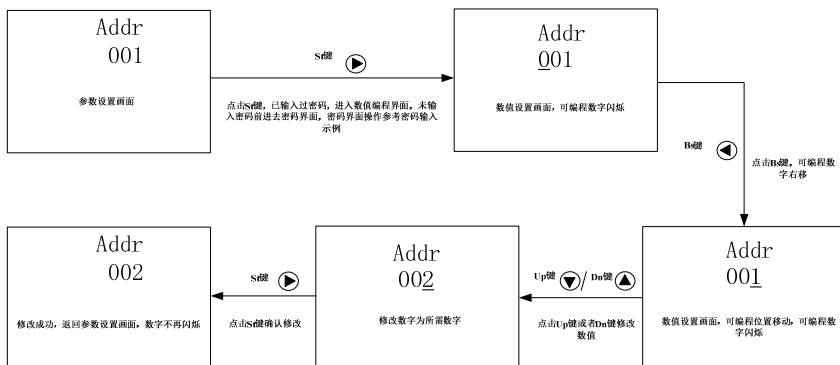 Addr
001
参数设置画面
Sr键
点击Sr键，已输入过密码，进入数值编程界面，未输
入密码前进去密码界面，密码界面操作参考密码输入
示例
Addr
001
数值设置画面，可编程数字闪烁
Bs键
点击Bs键，可编程数
字右移
Addr
001
数值设置画面，可编程位置移动，可编程数
字闪烁
Up键 / Dn键
点击Up键或者Dn键修改
数值
Addr
002
修改数字为所需数字
Sr键
点击Sr键确认修改
Addr
002
修改成功，返回参数设置画面，数字不再闪烁